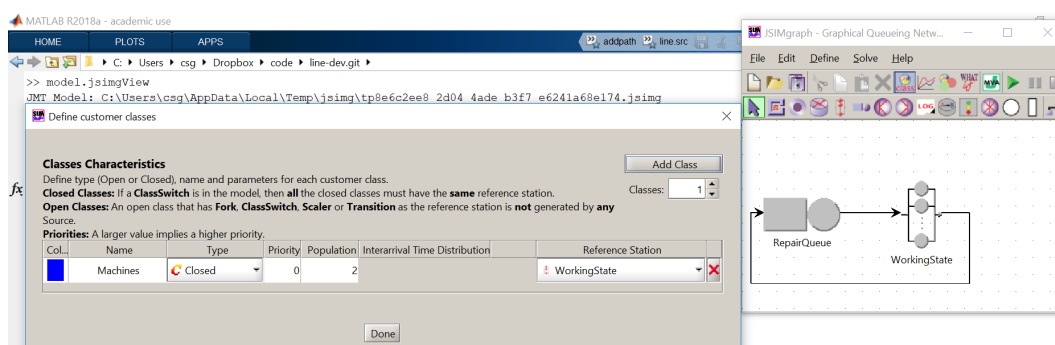 MATLAB R2018a - academic use
HOME PLOTS APPS addpath line.src
C: Users csg Dropbox code line-dev.git
>> model.jsimgView
JMT Model: C:\Users\csg\AppData\Local\Temp\jsimg\tp8e6c2ee8_2d04_4ade_b3f7_e6241a68e174.jsimg
fx
Define customer classes
Classes Characteristics
Define type (Open or Closed), name and parameters for each customer class.
Closed Classes: If a ClassSwitch is in the model, then all the closed classes must have the same reference station.
Open Classes: An open class that has Fork, ClassSwitch, Scaler or Transition as the reference station is not generated by any
Source.
Priorities: A larger value implies a higher priority.
Add Class
Classes: 1
Col... Name Type Priority Population Interarrival Time Distribution Reference Station
Machines Closed 0 2 WorkingState
Done
JSIMgraph - Graphical Queueing Netw...
File Edit Define Solve Help
class WHAT IF MVA
LOG
RepairQueue
WorkingState